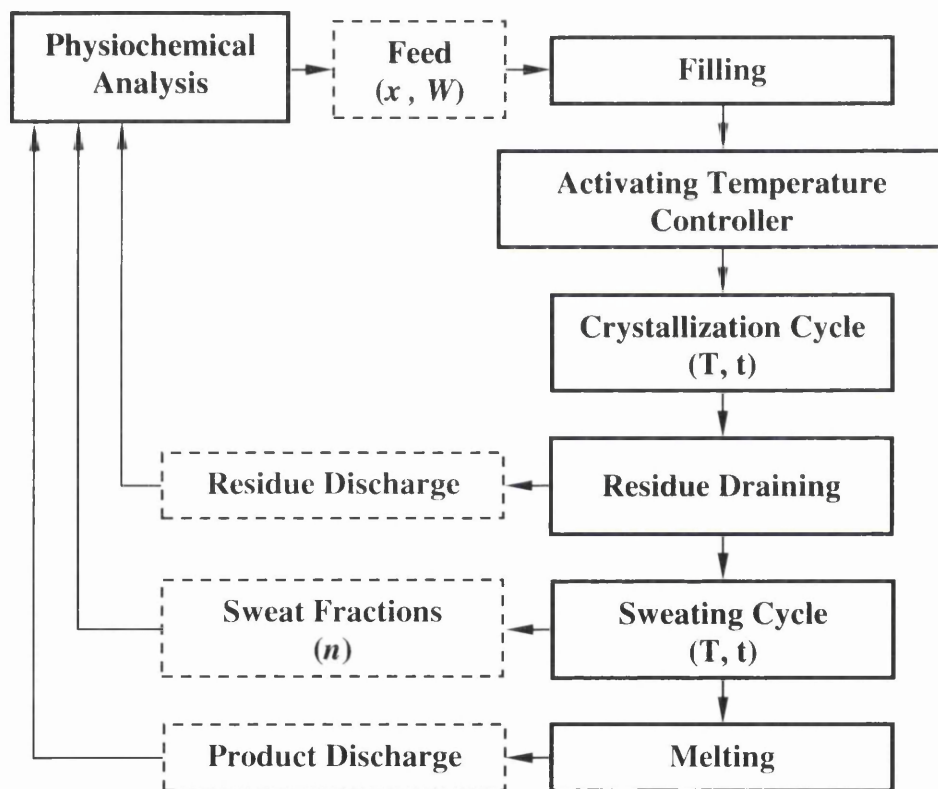 Physiochemical
Analysis
Feed
(x , W)
Filling
Activating Temperature
Controller
Crystallization Cycle
(T, t)
Residue Discharge
Residue Draining
Sweat Fractions
(n)
Sweating Cycle
(T, t)
Product Discharge
Melting